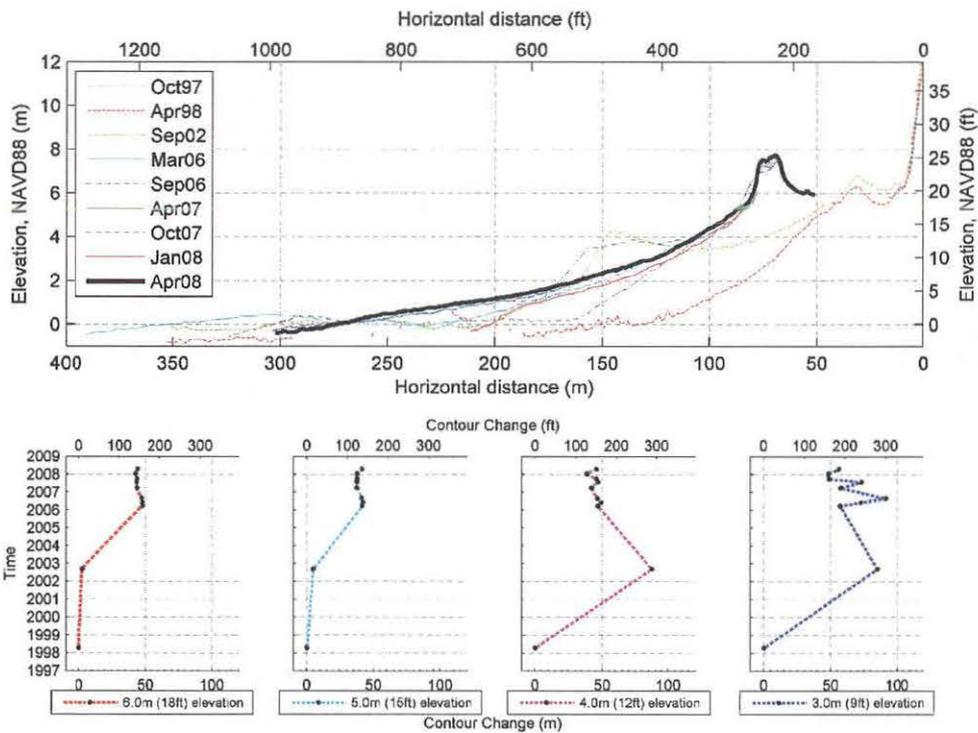 Horizontal distance (ft)
1200 1000 800 600 400 200 0
Elevation, NAVD88 (m)
12
10
8
6
4
2
0
Oct97
Apr98
Sep02
Mar06
Sep06
Apr07
Oct07
Jan08
Apr08
35
30
25
20
15
10
5
0
Elevation, NAVD88 (ft)
400 350 300 250 200 150 100 50 0
Horizontal distance (m)
Contour Change (ft)
0 100 200 300
0 100 200 300
0 100 200 300
0 100 200 300
Time
2009
2008
2007
2006
2003
2002
2001
2000
1999
1998
1997
0 50 100
0 50 100
0 50 100
0 50 100
6.0m (18ft) elevation
5.0m (15ft) elevation
4.0m (12ft) elevation
3.0m (9ft) elevation
Contour Change (m)